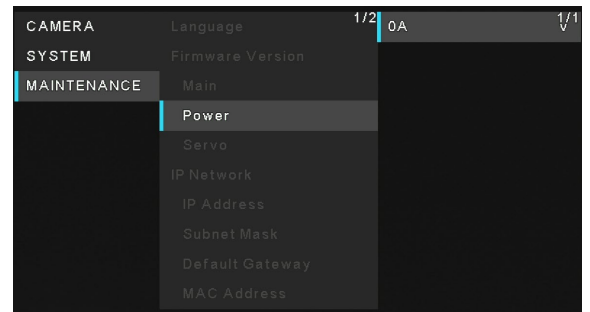 CAMERA
SYSTEM
MAINTENANCE
Language 1/2
Firmware Version
Main
Power
Servo
IP Network
IP Address
Subnet Mask
Default Gateway
MAC Address
0A 1/1
v